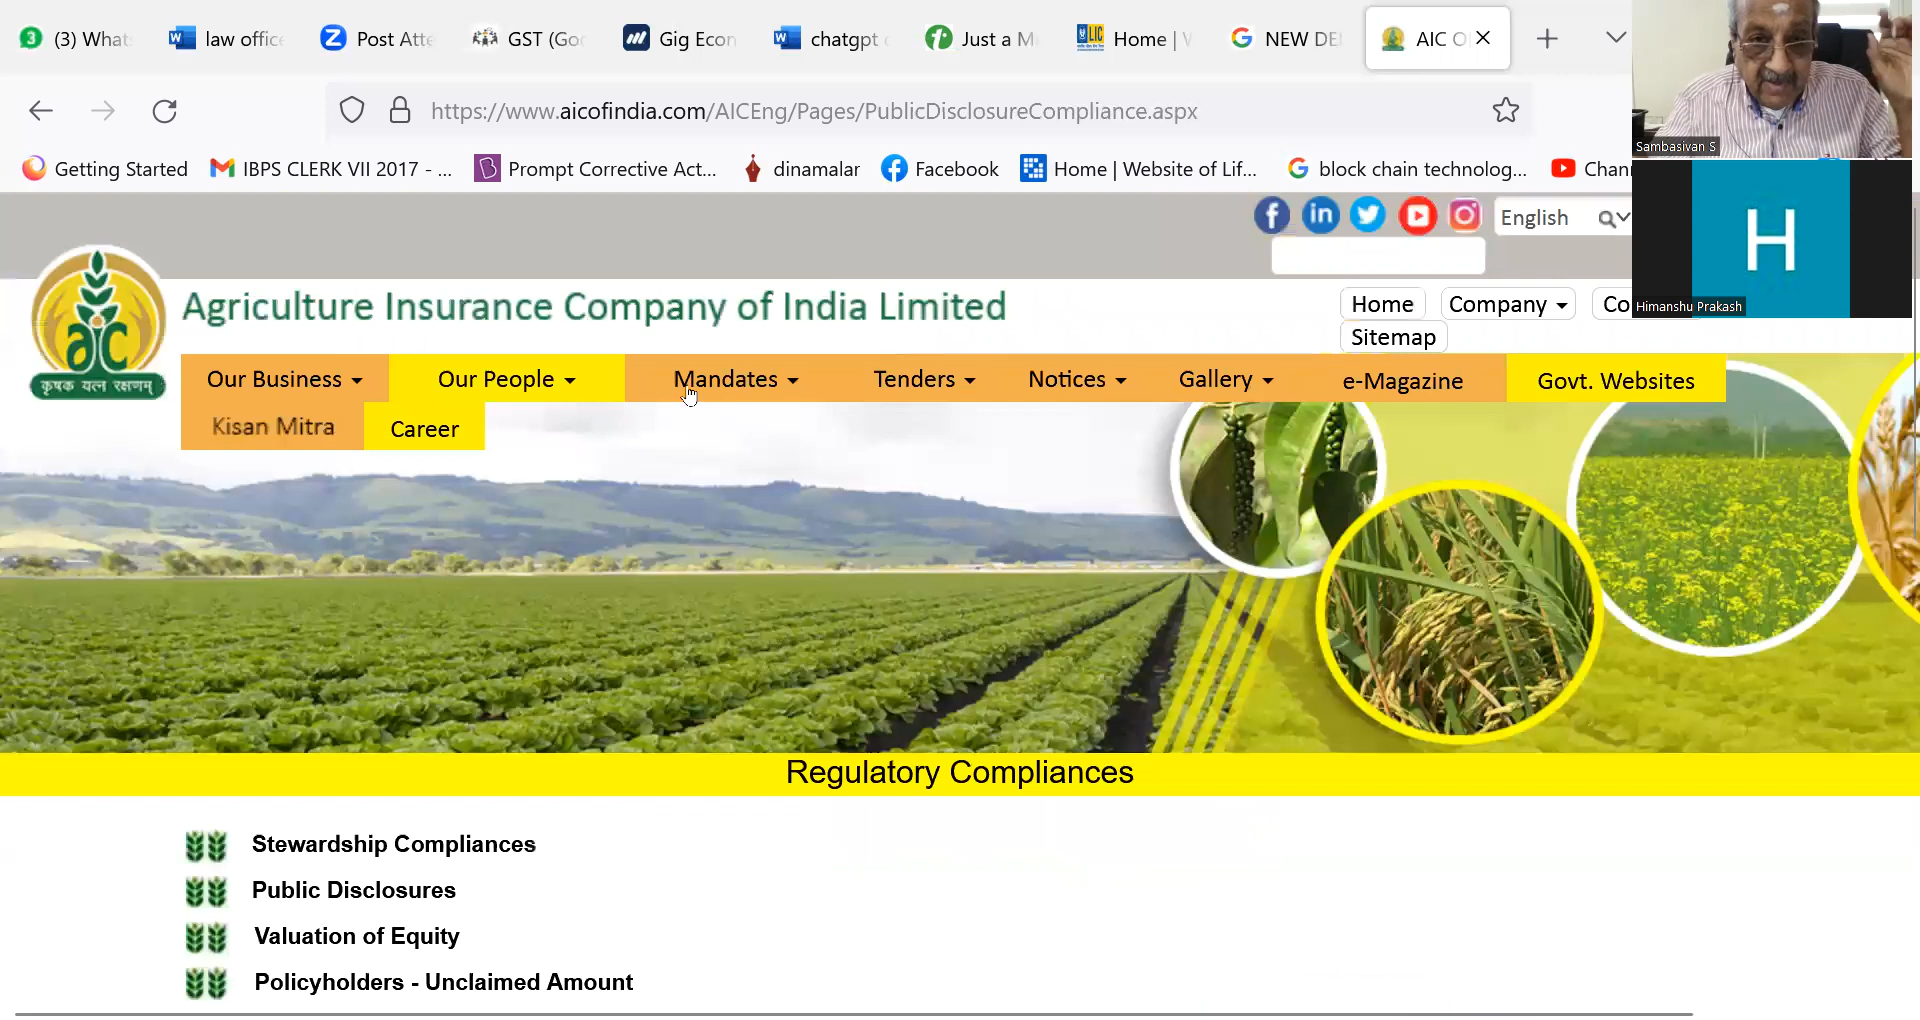 (3) What
law office
Post Atte
GST (Goo
Gig Econ
chatgpt
Just a M
Home |
NEW DE
AIC O
https://www.aicofindia.com/AICEng/Pages/PublicDisclosureCompliance.aspx
Getting Started
IBPS CLERK VII 2017 - ...
Prompt Corrective Act...
dinamalar
Facebook
Home | Website of Lif...
block chain technolog...
Chan
Sambasivan S
H
Himanshu Prakash
English
Agriculture Insurance Company of India Limited
Home
Company
Co
Sitemap
aic
कृषक यत्न रक्षणम्
Our Business
Our People
Mandates
Tenders
Notices
Gallery
e-Magazine
Govt. Websites
Kisan Mitra
Career
Regulatory Compliances
Stewardship Compliances
Public Disclosures
Valuation of Equity
Policyholders - Unclaimed Amount